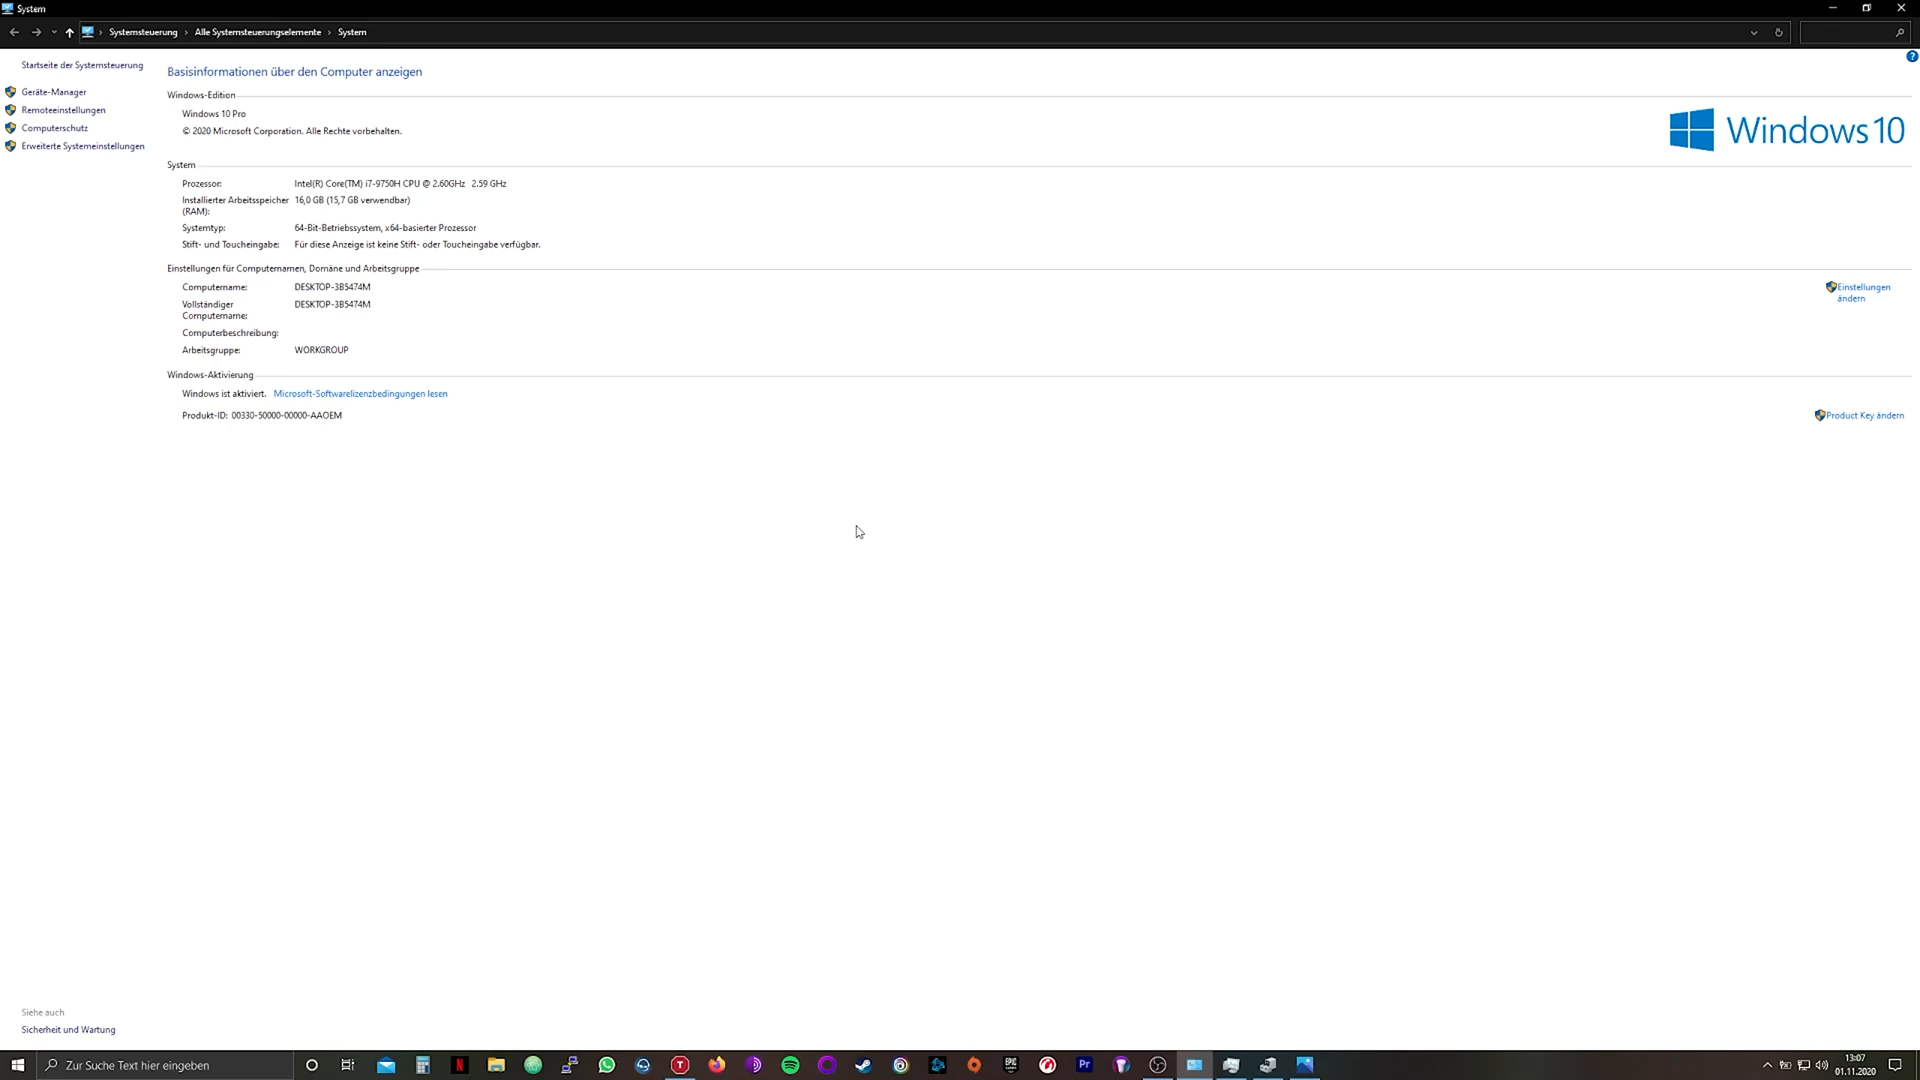 System
Systemsteuerung › Alle Systemsteuerungselemente › System
Startseite der Systemsteuerung
Geräte-Manager
Remoteeinstellungen
Computerschutz
Erweiterte Systemeinstellungen
Basisinformationen über den Computer anzeigen
Windows-Edition
Windows 10 Pro
© 2020 Microsoft Corporation. Alle Rechte vorbehalten.
Windows 10
System
Prozessor: Intel(R) Core(TM) i7-9750H CPU @ 2.60GHz 2.59 GHz
Installierter Arbeitsspeicher 16,0 GB (15,7 GB verwendbar)
(RAM):
Systemtyp: 64-Bit-Betriebssystem, x64-basierter Prozessor
Stift- und Toucheingabe: Für diese Anzeige ist keine Stift- oder Toucheingabe verfügbar.
Einstellungen für Computernamen, Domäne und Arbeitsgruppe
Computername: DESKTOP-3B5474M
Einstellungen
ändern
Vollständiger DESKTOP-3B5474M
Computername:
Computerbeschreibung:
Arbeitsgruppe: WORKGROUP
Windows-Aktivierung
Windows ist aktiviert. Microsoft-Softwarelizenzbedingungen lesen
Produkt-ID: 00330-50000-00000-AAOEM
Product Key ändern
Siehe auch
Sicherheit und Wartung
Zur Suche Text hier eingeben
N
T
EPIC
GAMES
Pr
13:07
01.11.2020